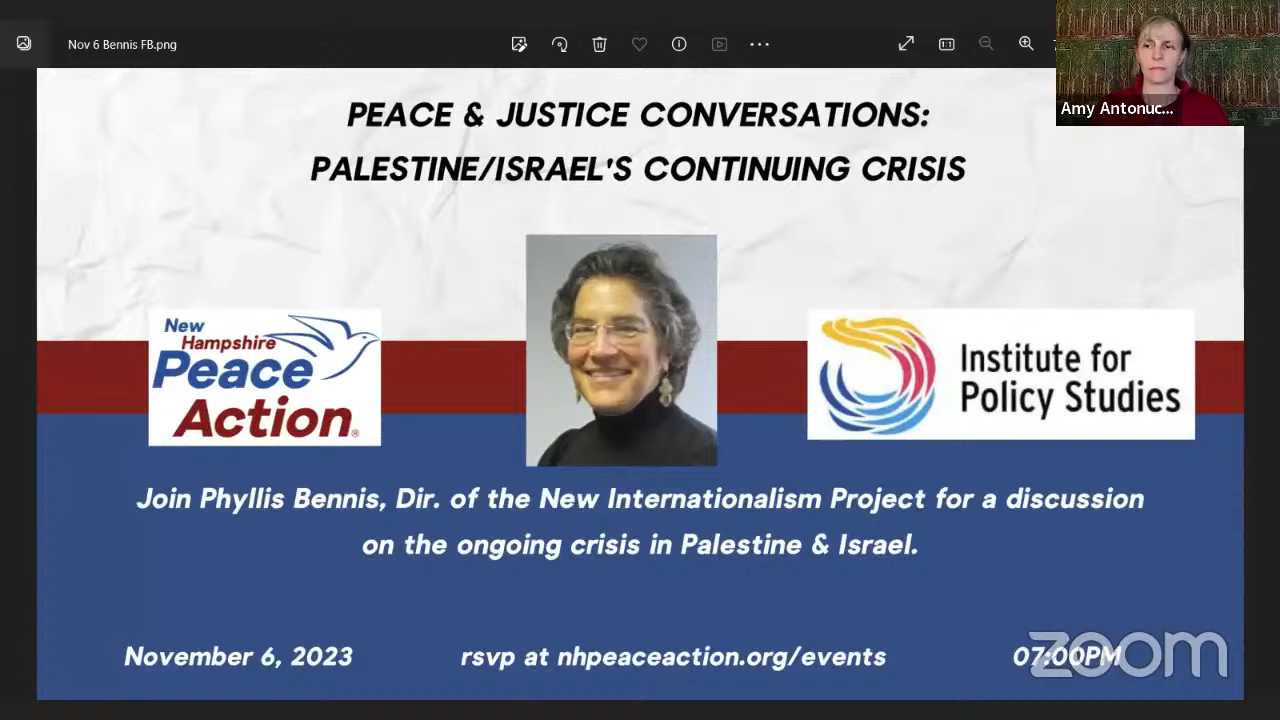 Nov 6 Bennis FB.png
Amy Antonuc...
PEACE & JUSTICE CONVERSATIONS:
PALESTINE/ISRAEL'S CONTINUING CRISIS
New
Hampshire
Peace
Action®
Institute for
Policy Studies
Join Phyllis Bennis, Dir. of the New Internationalism Project for a discussion
on the ongoing crisis in Palestine & Israel.
November 6, 2023
rsvp at nhpeaceaction.org/events
07:00PM
zoom